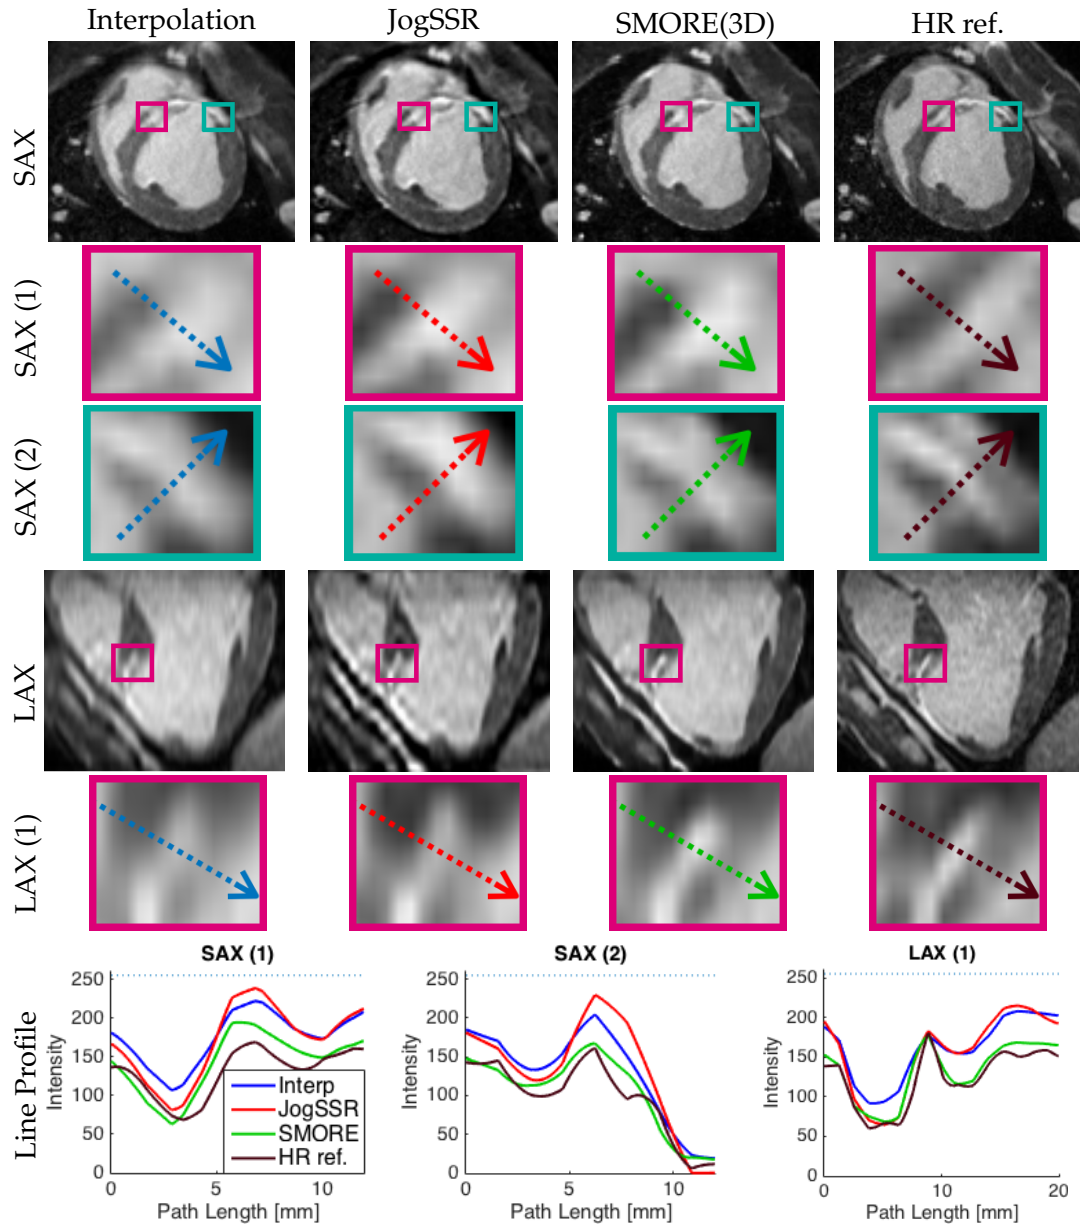 Interpolation JogSSR SMORE(3D) HR ref.
SAX
SAX (1)
SAX (2)
LAX
LAX (1)
Line Profile
SAX (1)
Intensity
250
200
150
100
50
0
0 5 10
Path Length [mm]
Interp
JogSSR
SMORE
HR ref.
SAX (2)
Intensity
250
200
150
100
50
0
0 5 10
Path Length [mm]
LAX (1)
Intensity
250
200
150
100
50
0
0 10 20
Path Length [mm]